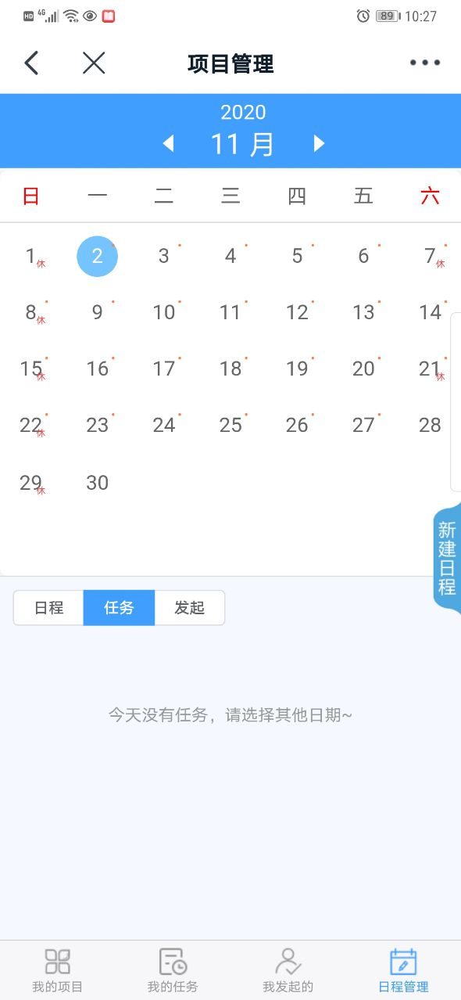 HD 4G 89 10:27
项目管理
2020
11 月
日 一 二 三 四 五 六
1休 2 3 4 5 6 7休
8休 9 10 11 12 13 14
15休 16 17 18 19 20 21休
22休 23 24 25 26 27 28
29休 30
新建日程
日程 任务 发起
今天没有任务，请选择其他日期~
我的项目 我的任务 我发起的 日程管理